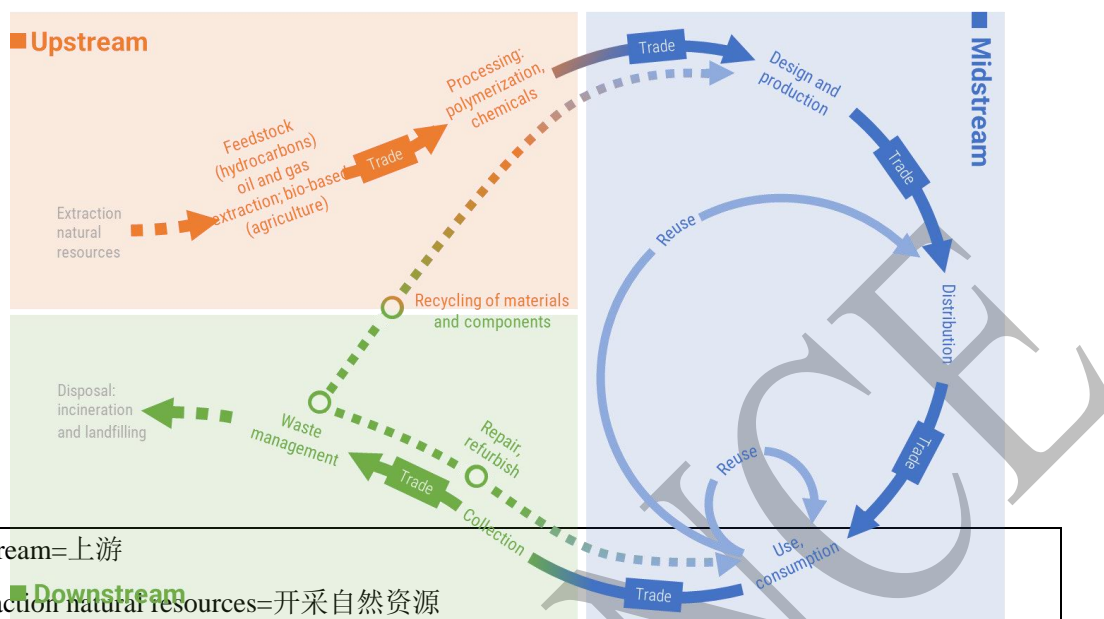 Upstream
Midstream
Processing:
polymerization,
chemicals
Trade
Design and
production
Feedstock
(hydrocarbons)
oil and gas
extraction; bio-based
(agriculture)
Trade
Trade
Extraction
natural
resources
Reuse
Distribution
Recycling of materials
and components
Disposal:
incineration
and landfilling
Waste
management
Repair,
refurbish
Trade
Collection
Reuse
Trade
Use,
consumption
Trade
ream=上游
Downstream
action natural resources=开采自然资源
NCE